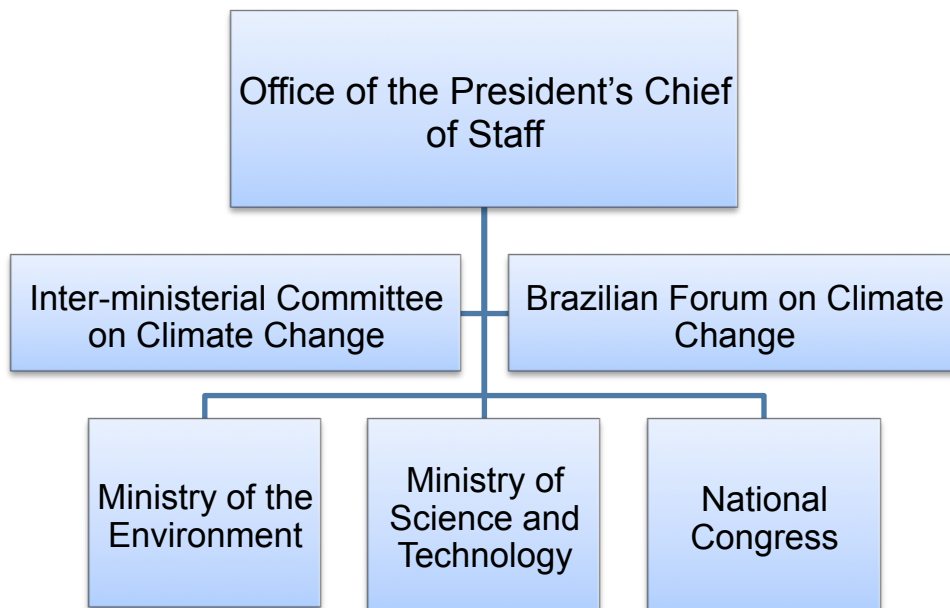 Office of the President’s Chief
of Staff
Inter-ministerial Committee
on Climate Change
Brazilian Forum on Climate
Change
Ministry of the
Environment
Ministry of
Science and
Technology
National
Congress